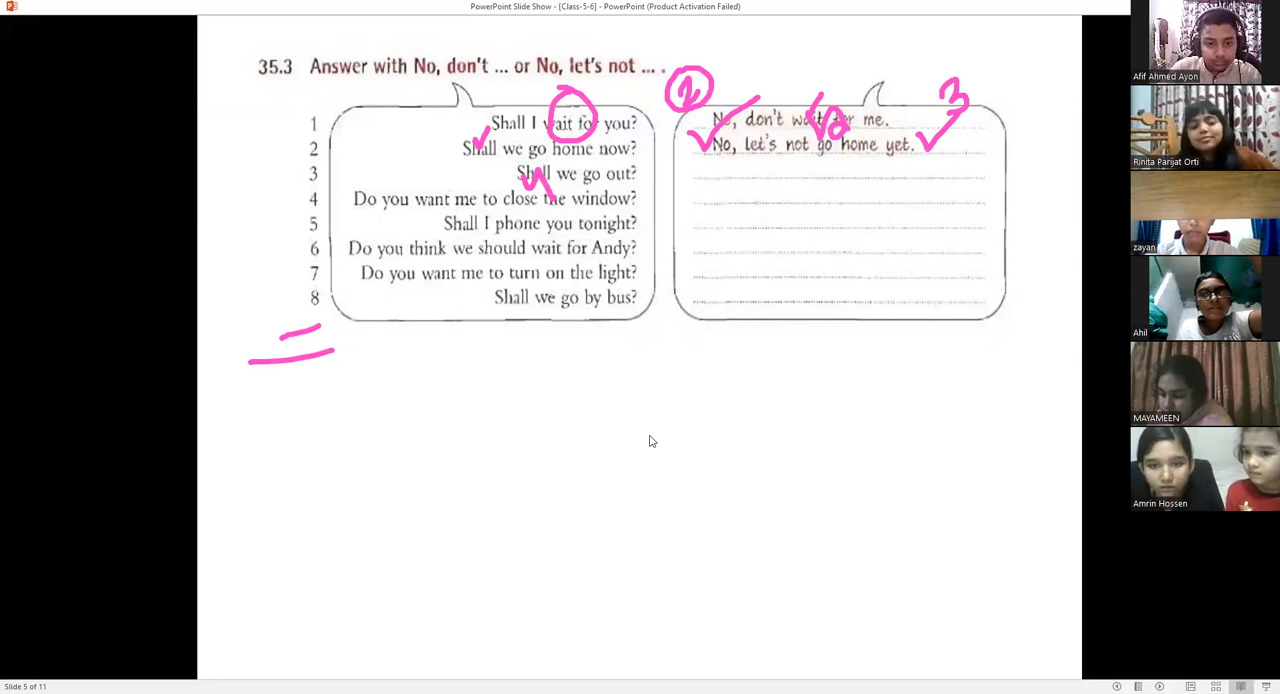 PowerPoint Slide Show - [Class-5-6] - PowerPoint (Product Activation Failed)
35.3 Answer with No, don't ... or No, let's not ... .
1 Shall I wait for you? No, don't wait for me.
2 Shall we go home now? No, let's not go home yet.
3 Shall we go out?
4 Do you want me to close the window?
5 Shall I phone you tonight?
6 Do you think we should wait for Andy?
7 Do you want me to turn on the light?
8 Shall we go by bus?
2
3
Afif Ahmed Ayon
Rinita Parijat Orti
zayan
Ahil
MAYAMEEN
Amrin Hossen
Slide 5 of 11